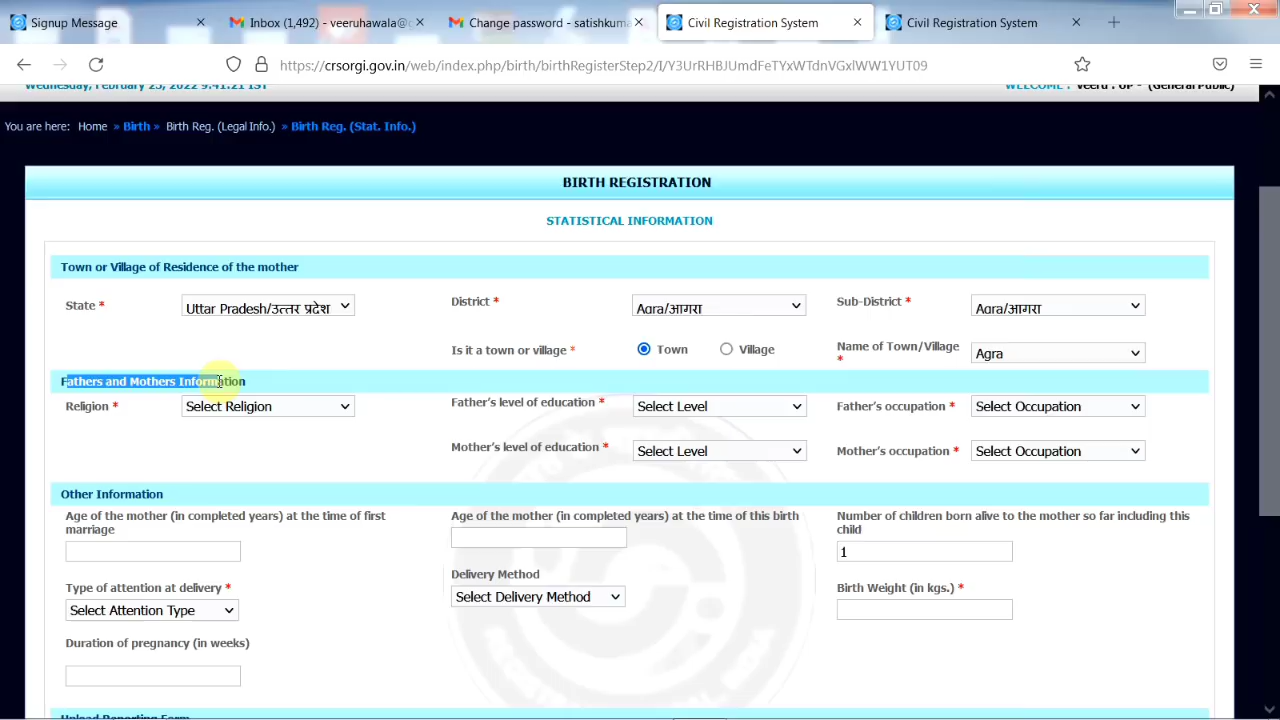 Signup Message
Inbox (1,492) - veeruhawala@
Change password - satishkuma
Civil Registration System
Civil Registration System
https://crsorgi.gov.in/web/index.php/birth/birthRegisterStep2/I/Y3UrRHBJUmdFeTYxWTdnVGxlWW1YUT09
Wednesday, February 23, 2022 9:41:21 IST
WELCOME : Veeru : UP - (General Public)
You are here: Home » Birth » Birth Reg. (Legal Info.) » Birth Reg. (Stat. Info.)
BIRTH REGISTRATION
STATISTICAL INFORMATION
Town or Village of Residence of the mother
State * Uttar Pradesh/उत्तर प्रदेश District * Agra/आगरा Sub-District * Agra/आगरा
Is it a town or village * Town Village Name of Town/Village * Agra
Fathers and Mothers Information
Religion * Select Religion Father's level of education * Select Level Father's occupation * Select Occupation
Mother's level of education * Select Level Mother's occupation * Select Occupation
Other Information
Age of the mother (in completed years) at the time of first marriage
Age of the mother (in completed years) at the time of this birth
Number of children born alive to the mother so far including this child
1
Type of attention at delivery * Select Attention Type
Delivery Method Select Delivery Method
Birth Weight (in kgs.) *
Duration of pregnancy (in weeks)
Upload Reporting Form